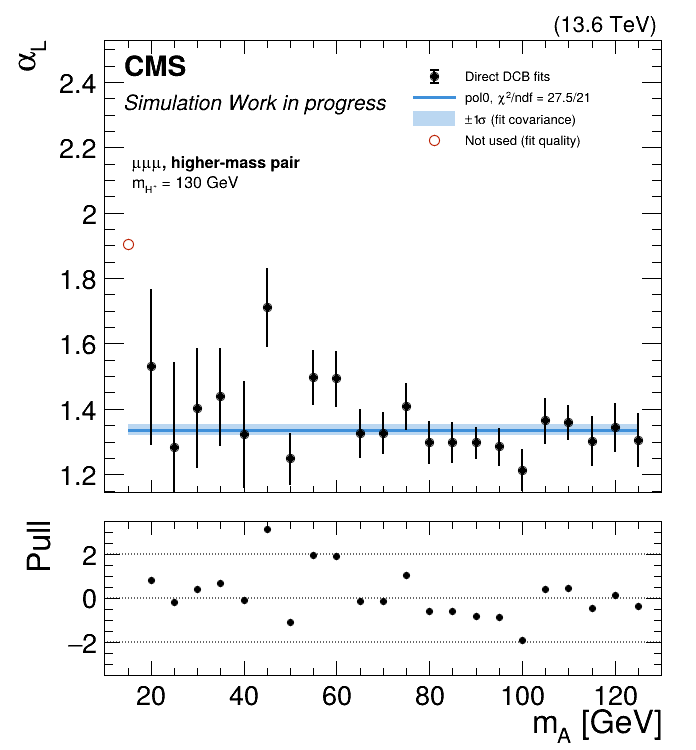 (13.6 TeV)
α_L
CMS
Simulation Work in progress
Direct DCB fits
pol0, χ²/ndf = 27.5/21
±1σ (fit covariance)
Not used (fit quality)
μμμ, higher-mass pair
m_H⁻ = 130 GeV
2.4
2.2
2
1.8
1.6
1.4
1.2
Pull
2
0
−2
20 40 60 80 100 120
m_A [GeV]